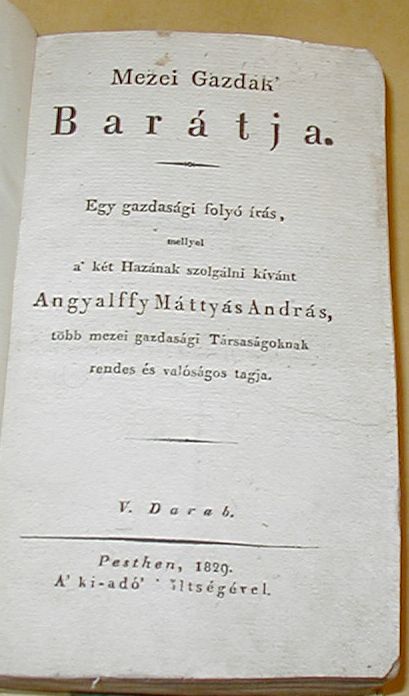 Mezei Gazdák'
Barátja.
Egy gazdasági folyó írás,
mellyel
a' két Hazának szolgálni kívánt
Angyalffy Máttyás András,
több mezei gazdasági Társaságoknak
rendes és valóságos tagja.
V. Darab.
Pesthen, 1829.
A' ki-adó'